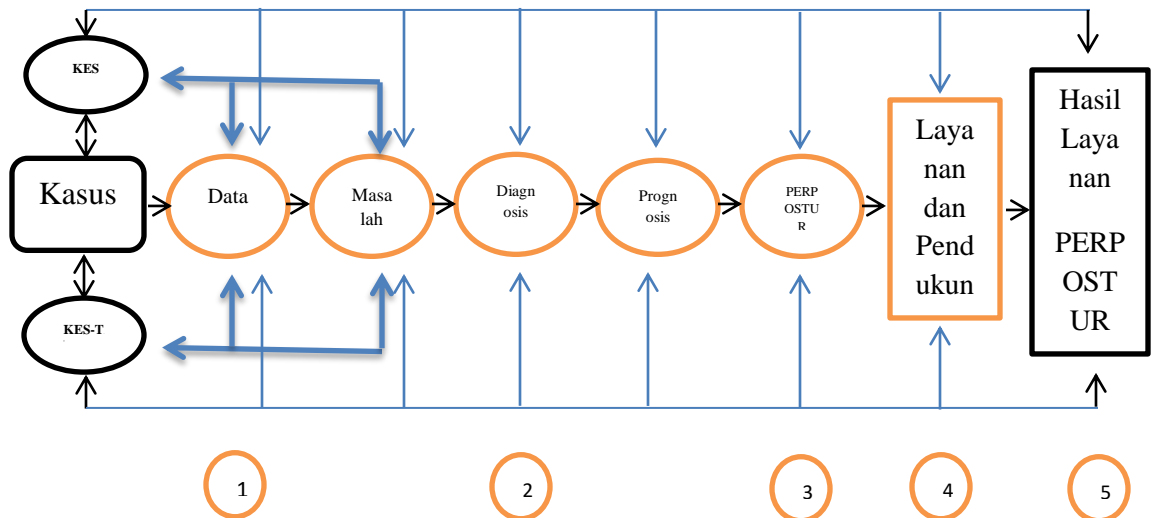 KES
Kasus
KES-T
Data
Masa
lah
Diagn
osis
Progn
osis
PERP
OSTU
R
Laya
nan
dan
Pend
ukun
Hasil
Laya
nan
PERP
OST
UR
1
2
3
4
5